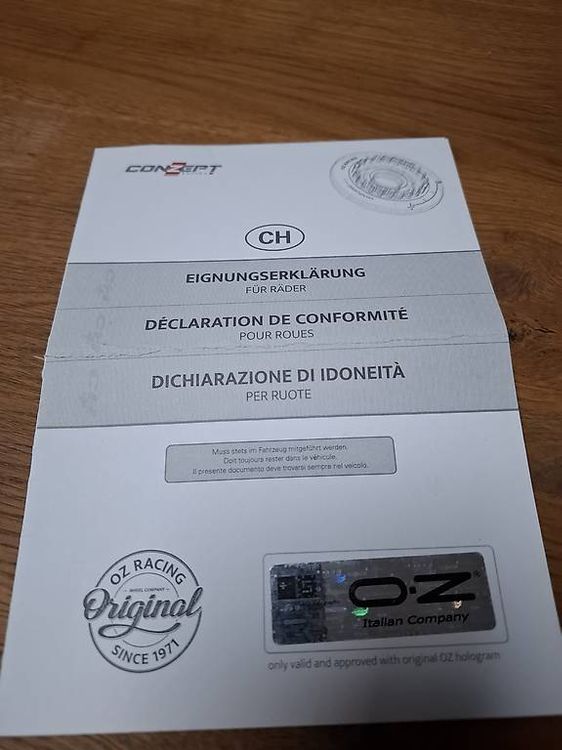 CONZEPT
CH
EIGNUNGSERKLÄRUNG
FÜR RÄDER
DÉCLARATION DE CONFORMITÉ
POUR ROUES
DICHIARAZIONE DI IDONEITÀ
PER RUOTE
Muss stets im Fahrzeug mitgeführt werden.
Doit toujours rester dans le véhicule.
Il presente documento deve trovarsi sempre nel veicolo.
OZ RACING
WHEEL COMPANY
Original
SINCE 1971
O·Z®
Italian Company
only valid and approved with original OZ hologram